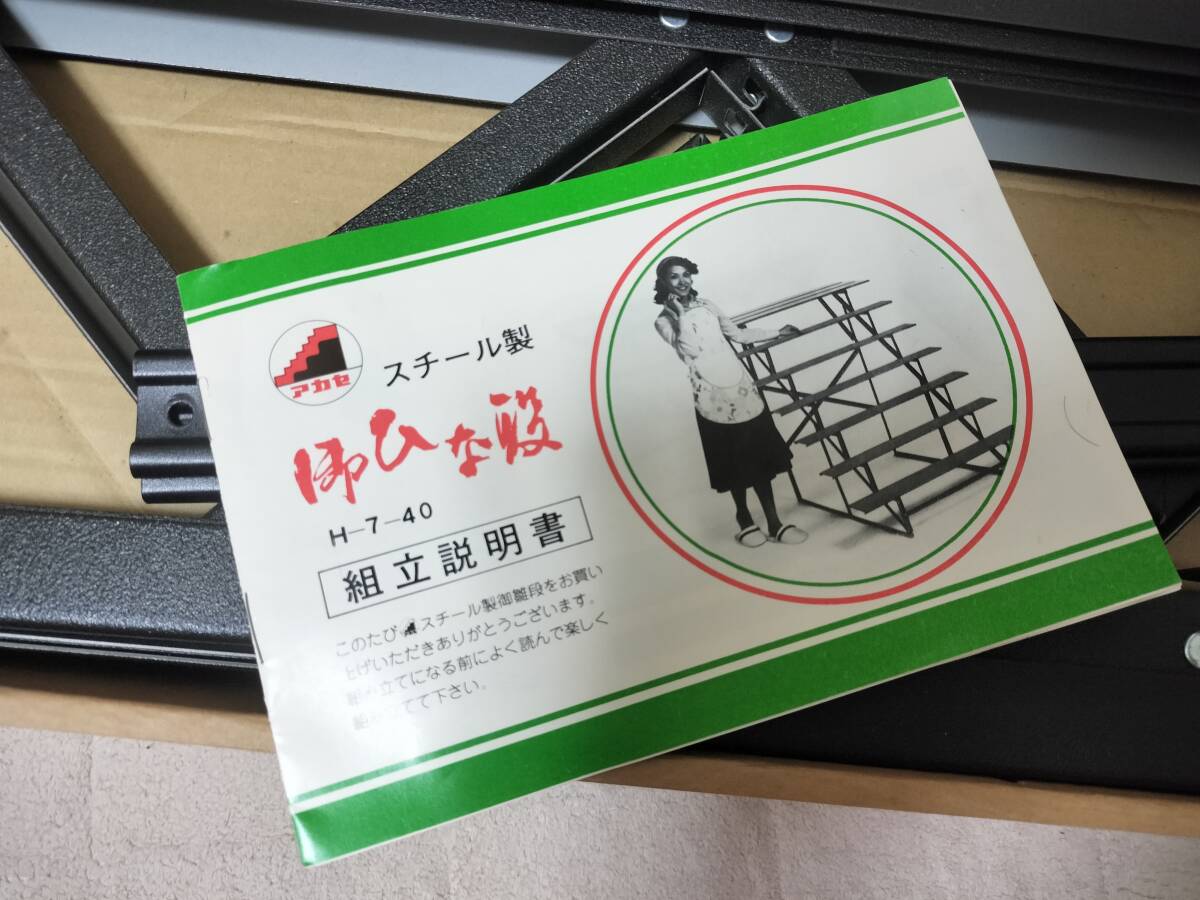 アカセ
スチール製
御ひな段
H-7-40
組立説明書
このたび スチール製御雛段をお買い
上げいただきありがとうございます。
組み立てになる前によく読んで楽しく
組み立てて下さい。